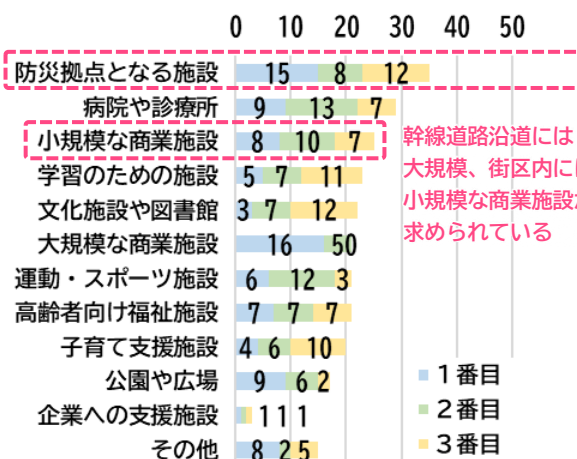 0 10 20 30 40 50
防災拠点となる施設 15 8 12
病院や診療所 9 13 7
小規模な商業施設 8 10 7
幹線道路沿道には
学習のための施設 5 7 11
大規模、街区内に
文化施設や図書館 3 7 12
小規模な商業施設
大規模な商業施設 16 5 0
求められている
運動・スポーツ施設 6 12 3
高齢者向け福祉施設 7 7 7
子育て支援施設 4 6 10
公園や広場 9 6 2
1番目
企業への支援施設 1 1 1
2番目
その他 8 2 5
3番目